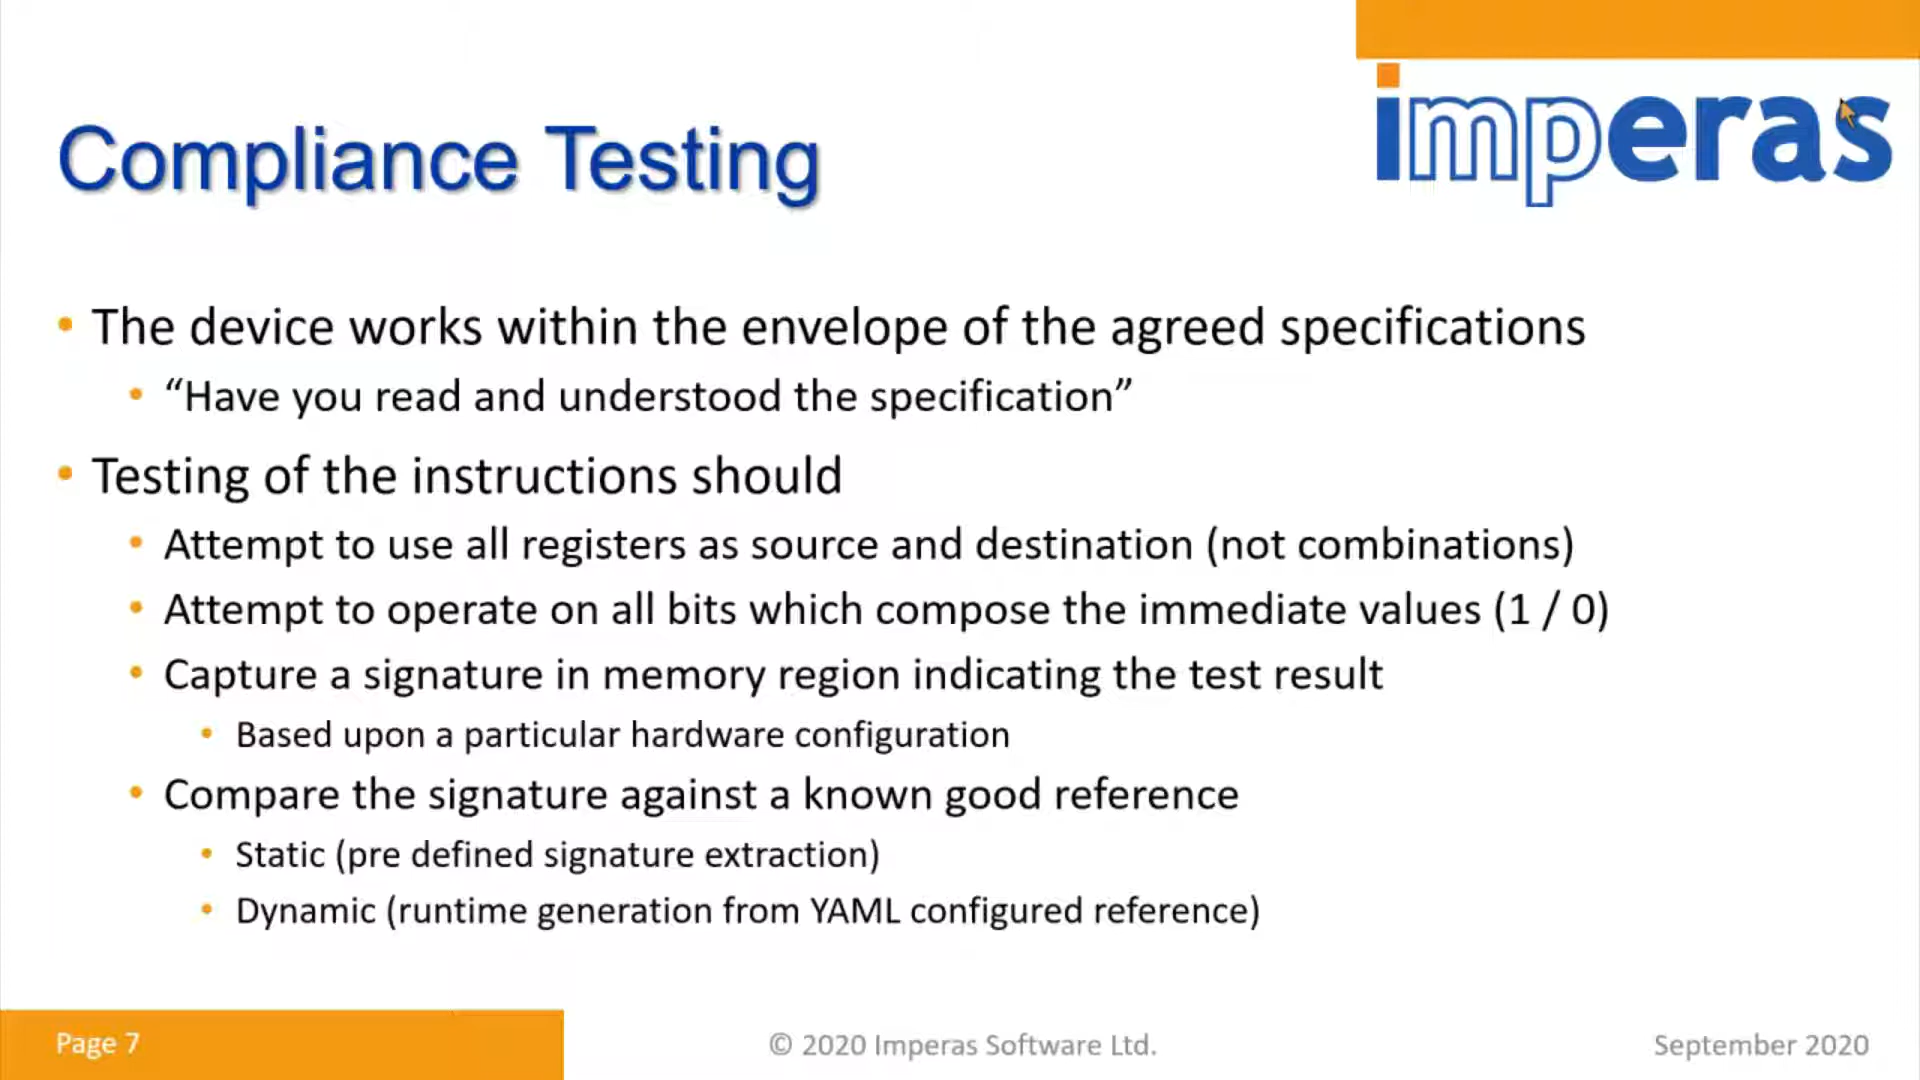 imperas
Compliance Testing
• The device works within the envelope of the agreed specifications
• “Have you read and understood the specification”
• Testing of the instructions should
• Attempt to use all registers as source and destination (not combinations)
• Attempt to operate on all bits which compose the immediate values (1 / 0)
• Capture a signature in memory region indicating the test result
• Based upon a particular hardware configuration
• Compare the signature against a known good reference
• Static (pre defined signature extraction)
• Dynamic (runtime generation from YAML configured reference)
Page 7
© 2020 Imperas Software Ltd.
September 2020